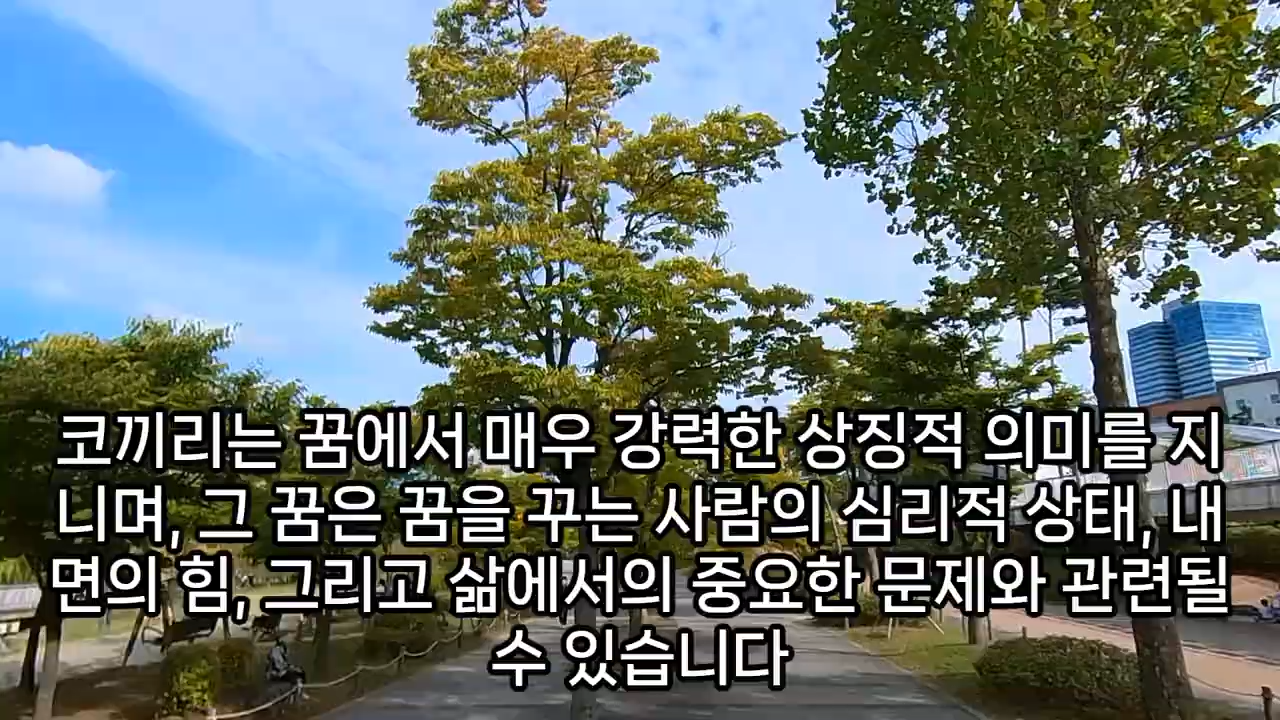 코끼리는 꿈에서 매우 강력한 상징적 의미를 지
니며, 그 꿈은 꿈을 꾸는 사람의 심리적 상태, 내
면의 힘, 그리고 삶에서의 중요한 문제와 관련될
수 있습니다